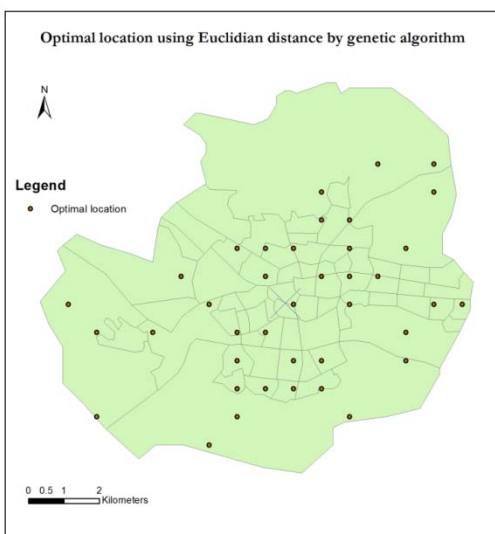 Optimal location using Euclidian distance by genetic algorithm
N
Legend
Optimal location
0 0.5 1 2
Kilometers